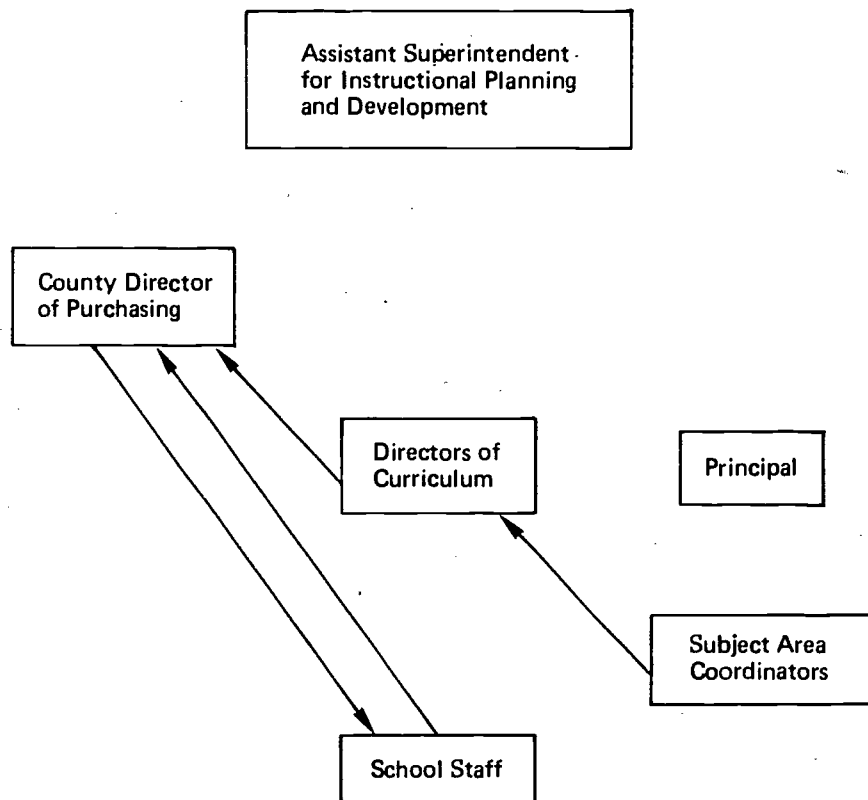 Assistant Superintendent
for Instructional Planning
and Development
County Director
of Purchasing
Directors of
Curriculum
Principal
Subject Area
Coordinators
School Staff